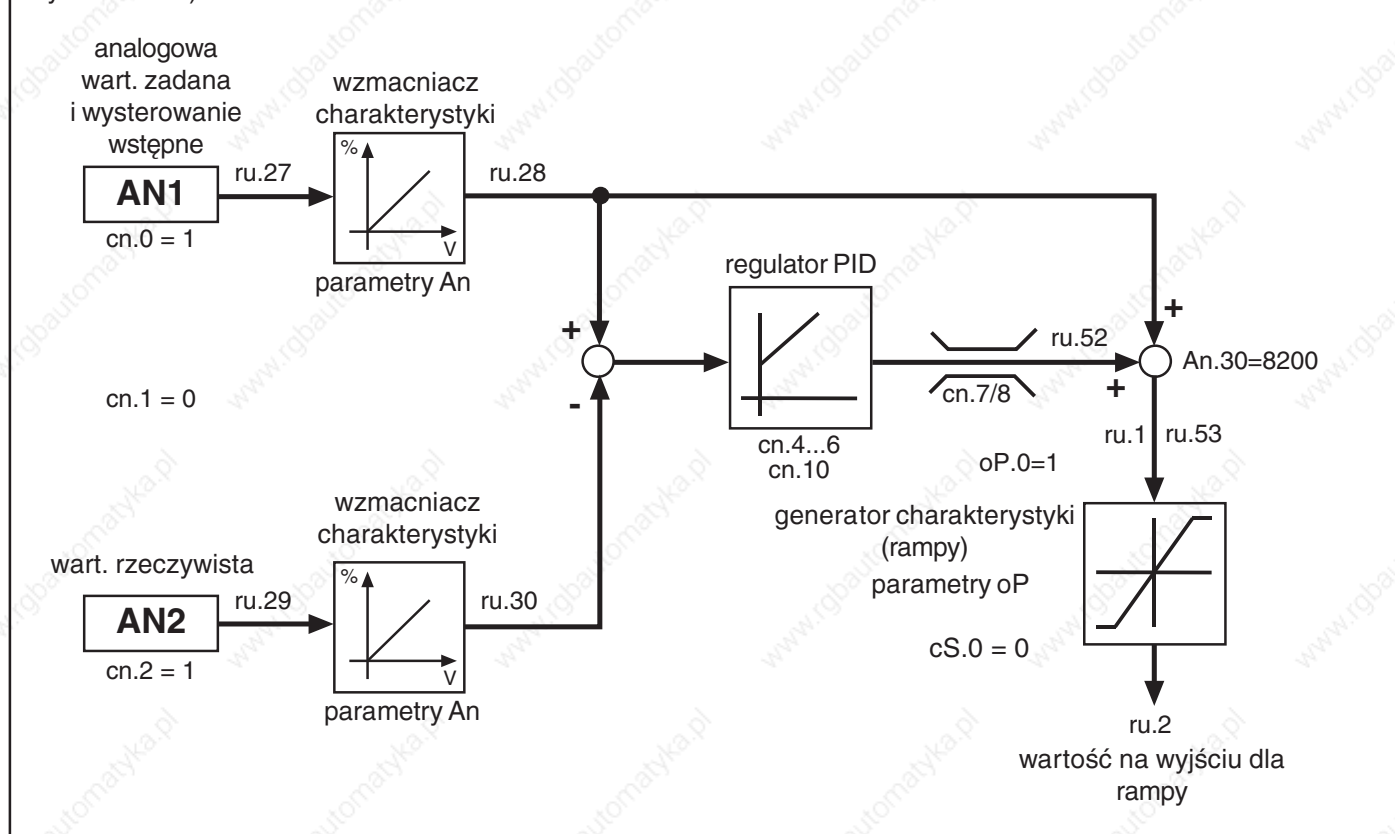 analogowa
wart. zadana
i wysterowanie
wstępne
AN1
cn.0 = 1
ru.27
wzmacniacz
charakterystyki
%
V
parametry An
ru.28
cn.1 = 0
+
-
regulator PID
cn.4...6
cn.10
cn.7/8
ru.52
+
+
An.30=8200
ru.1
ru.53
oP.0=1
generator charakterystyki
(rampy)
parametry oP
cS.0 = 0
wart. rzeczywista
AN2
cn.2 = 1
ru.29
wzmacniacz
charakterystyki
%
V
parametry An
ru.30
ru.2
wartość na wyjściu dla
rampy
www.rgbautomatyka.pl